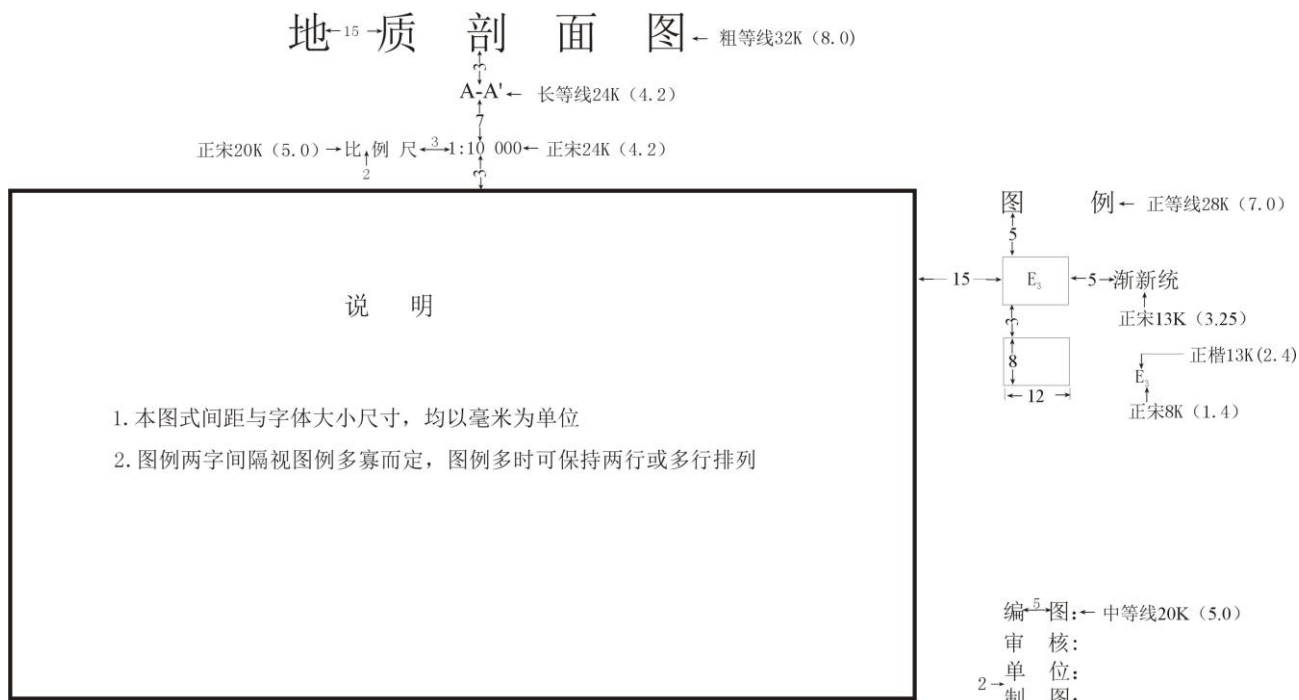 地 ←15→ 质 剖 面 图 ← 粗等线32K（8.0）
3
A-A' ← 长等线24K（4.2）
7
正宋20K（5.0）→ 比 例 尺 ←3→ 1:10 000 ← 正宋24K（4.2）
2
3
图 例 ← 正等线28K（7.0）
5
←15→ E₃ ←5→ 渐新统
说 明
正宋13K（3.25）
3
正楷13K(2.4)
8
E₃
12
正宋8K（1.4）
1.本图式间距与字体大小尺寸，均以毫米为单位
2.图例两字间隔视图例多寡而定，图例多时可保持两行或多行排列
编 ←5→ 图：← 中等线20K（5.0）
审 核：
2→ 单 位：
制 图：